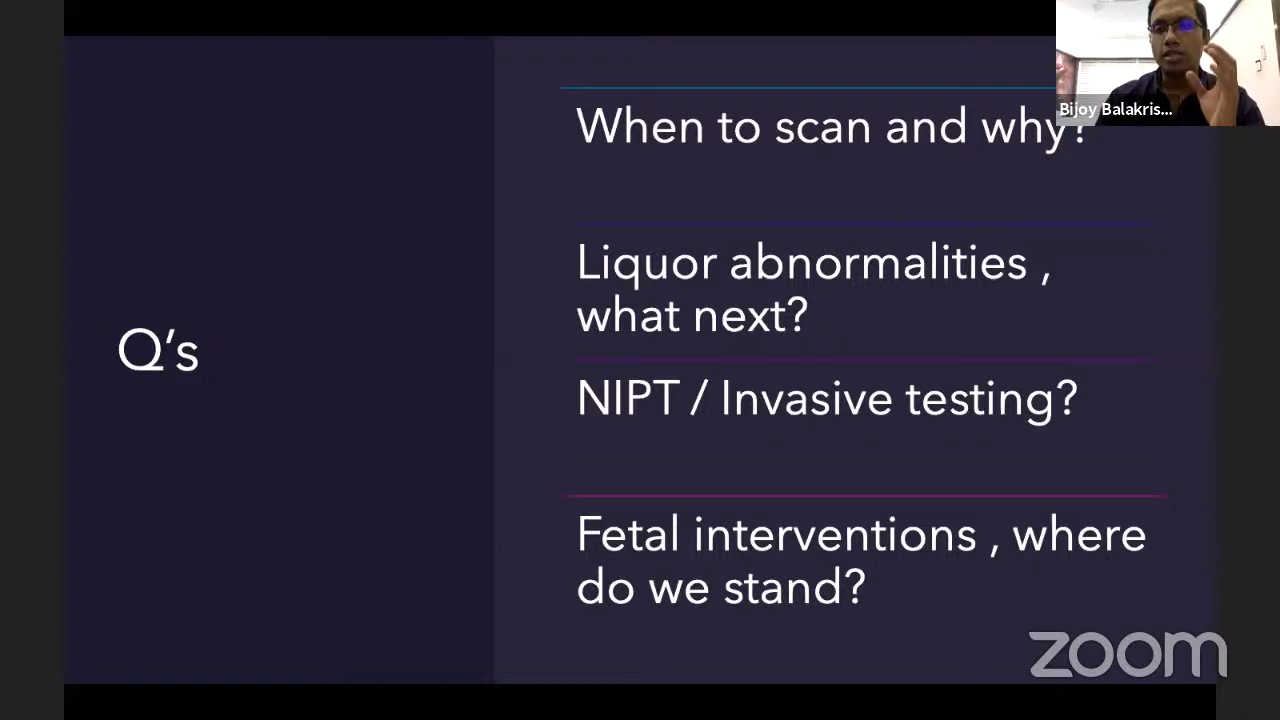 Bijoy Balakris...
When to scan and why?
Liquor abnormalities ,
what next?
Q's
NIPT / Invasive testing?
Fetal interventions , where
do we stand?
zoom